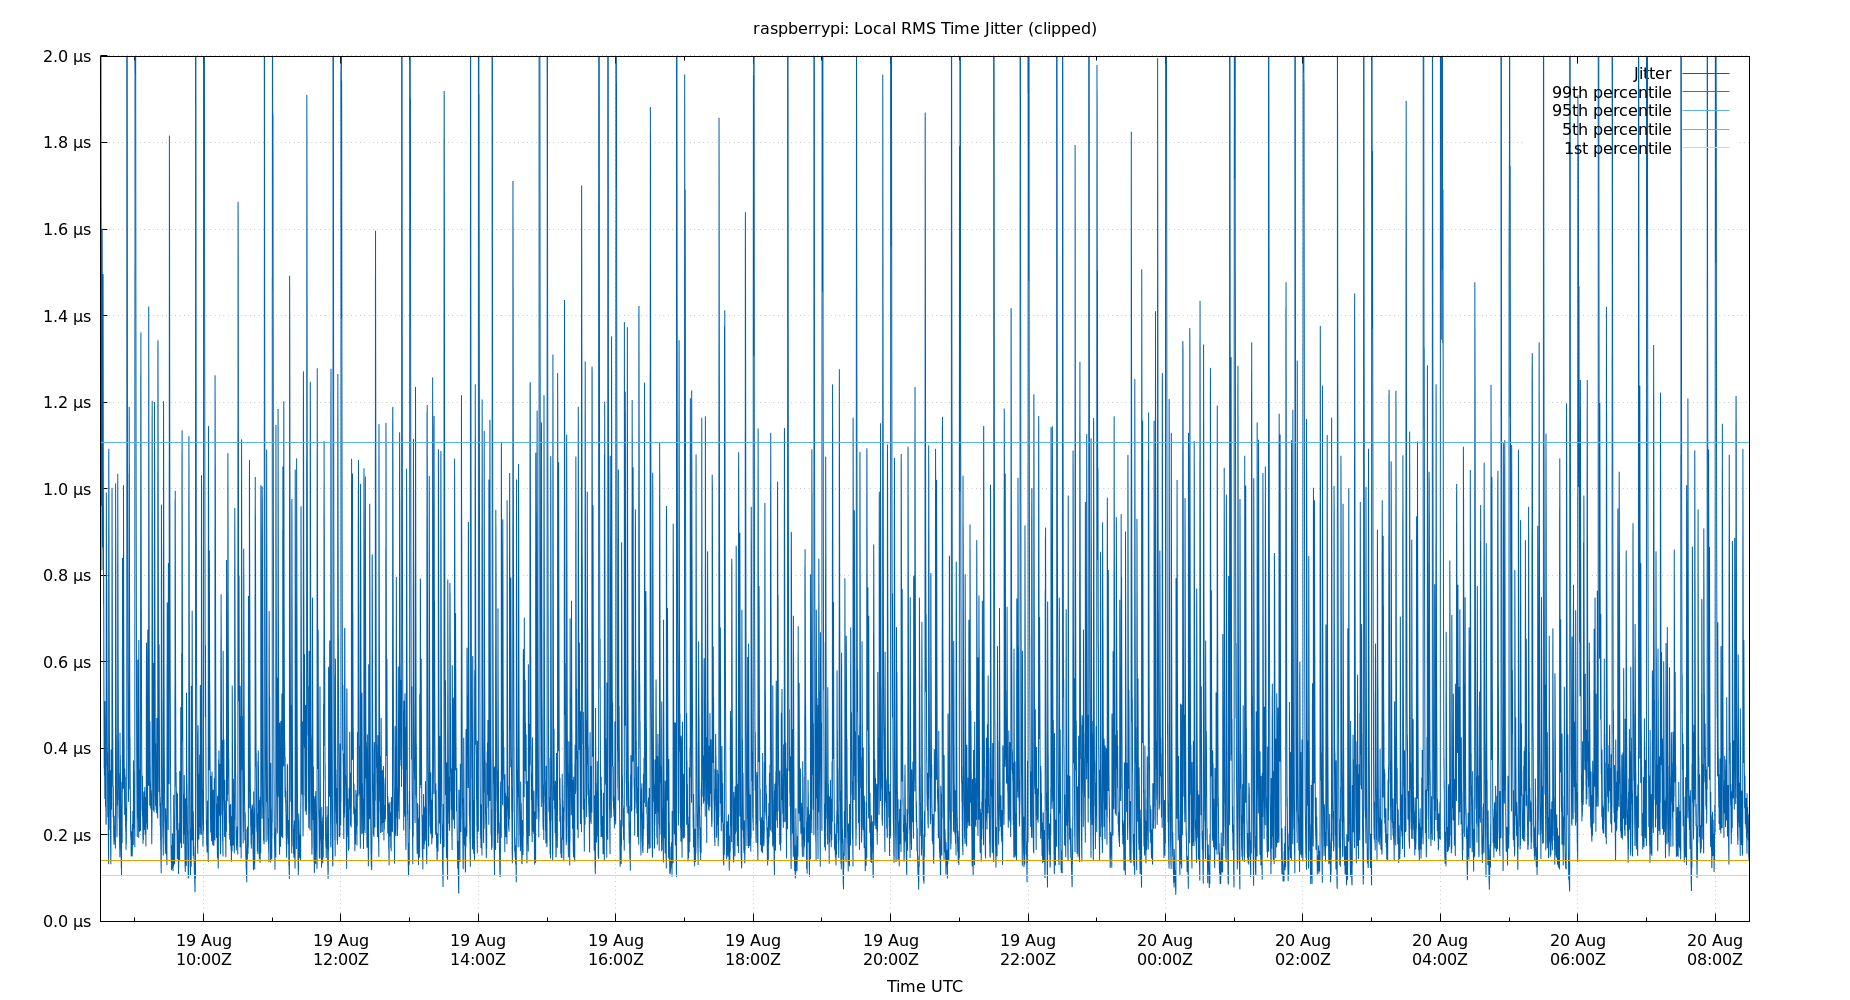 raspberrypi: Local RMS Time Jitter (clipped)
2.0 µs
1.8 µs
1.6 µs
1.4 µs
1.2 µs
1.0 µs
0.8 µs
0.6 µs
0.4 µs
0.2 µs
0.0 µs
Jitter
99th percentile
95th percentile
5th percentile
1st percentile
19 Aug 19 Aug 19 Aug 19 Aug 19 Aug 19 Aug 19 Aug 20 Aug 20 Aug 20 Aug 20 Aug 20 Aug
10:00Z 12:00Z 14:00Z 16:00Z 18:00Z 20:00Z 22:00Z 00:00Z 02:00Z 04:00Z 06:00Z 08:00Z
Time UTC